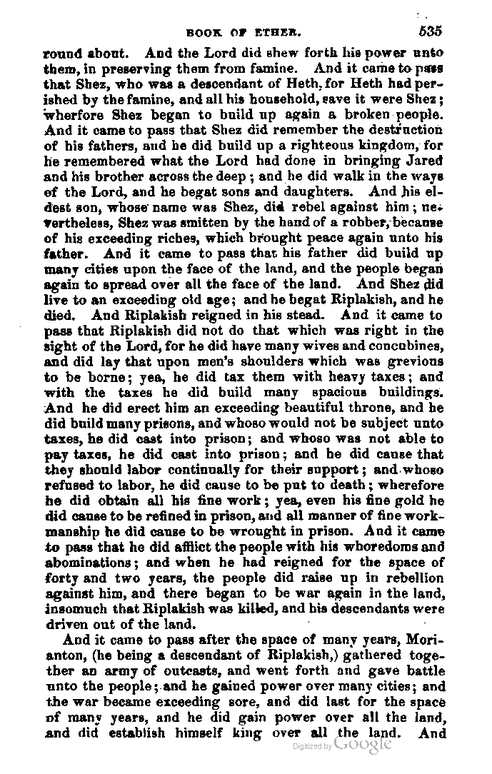 BOOK OF ETHER. 535
round about. And the Lord did shew forth his power unto
them, in preserving them from famine. And it came to pass
that Shez, who was a descendant of Heth, for Heth had per-
ished by the famine, and all his household, save it were Shez;
wherfore Shez began to build up again a broken people.
And it came to pass that Shez did remember the destruction
of his fathers, and he did build up a righteous kingdom, for
he remembered what the Lord had done in bringing Jared
and his brother across the deep; and he did walk in the ways
of the Lord, and he begat sons and daughters. And his el-
dest son, whose name was Shez, did rebel against him; ne-
vertheless, Shez was smitten by the hand of a robber, because
of his exceeding riches, which brought peace again unto his
father. And it came to pass that his father did build up
many cities upon the face of the land, and the people began
again to spread over all the face of the land. And Shez did
live to an exceeding old age; and he begat Riplakish, and he
died. And Riplakish reigned in his stead. And it came to
pass that Riplakish did not do that which was right in the
sight of the Lord, for he did have many wives and concubines,
and did lay that upon men's shoulders which was grevious
to be borne; yea, he did tax them with heavy taxes; and
with the taxes he did build many spacious buildings.
And he did erect him an exceeding beautiful throne, and he
did build many prisons, and whoso would not be subject unto
taxes, he did cast into prison; and whoso was not able to
pay taxes, he did cast into prison; and he did cause that
they should labor continually for their support; and whoso
refused to labor, he did cause to be put to death; wherefore
he did obtain all his fine work; yea, even his fine gold he
did cause to be refined in prison, and all manner of fine work-
manship he did cause to be wrought in prison. And it came
to pass that he did afflict the people with his whoredoms and
abominations; and when he had reigned for the space of
forty and two years, the people did raise up in rebellion
against him, and there began to be war again in the land,
insomuch that Riplakish was killed, and his descendants were
driven out of the land.
And it came to pass after the space of many years, Mori-
anton, (he being a descendant of Riplakish,) gathered toge-
ther an army of outcasts, and went forth and gave battle
unto the people; and he gained power over many cities; and
the war became exceeding sore, and did last for the space
of many years, and he did gain power over all the land,
and did establish himself king over all the land. And
Digitized by Google